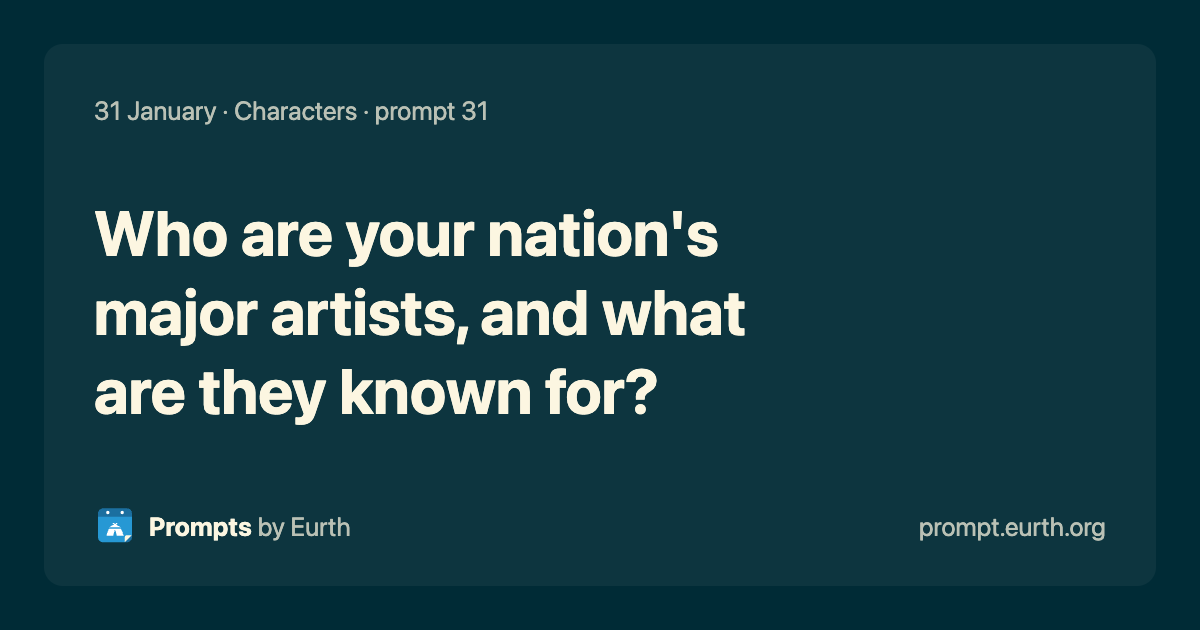 31 January · Characters · prompt 31
Who are your nation's
major artists, and what
are they known for?
Prompts by Eurth
prompt.eurth.org